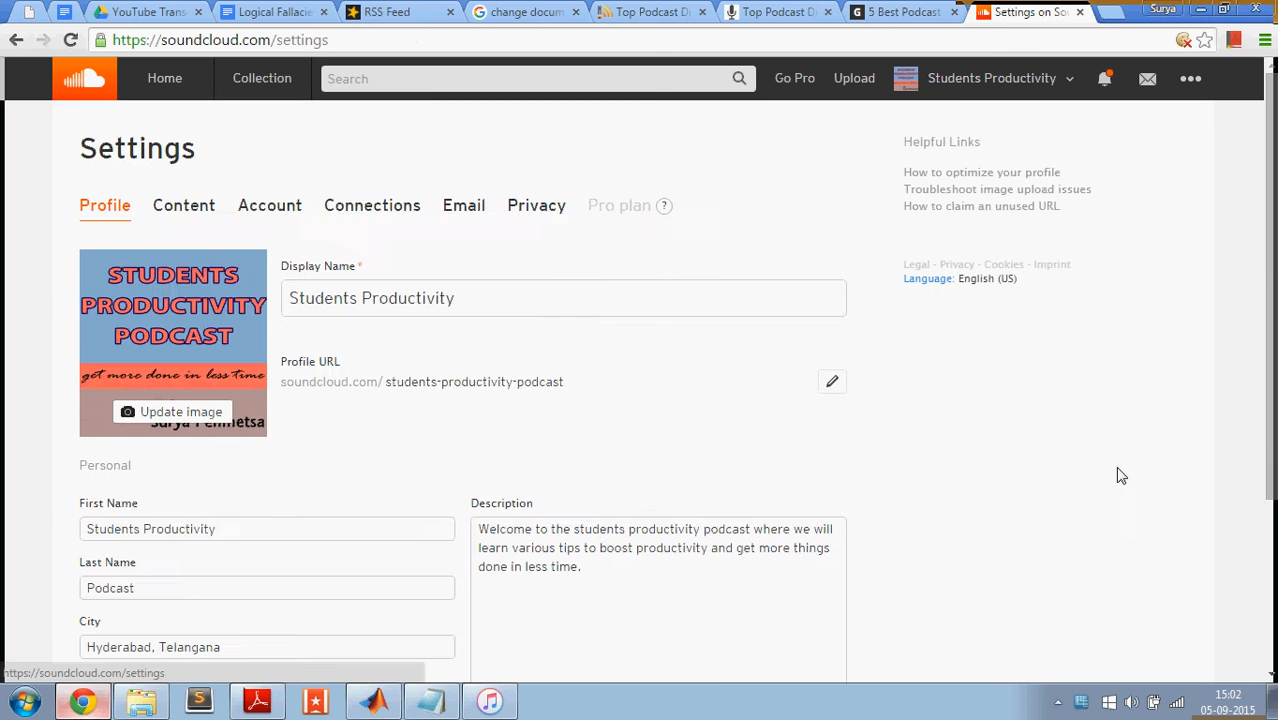 YouTube Trans
Logical Fallacie
RSS Feed
change docum
Top Podcast Di
Top Podcast Di
5 Best Podcast
Settings on Sou
Surya
https://soundcloud.com/settings
Home
Collection
Search
Go Pro
Upload
Students Productivity
Settings
Helpful Links
How to optimize your profile
Troubleshoot image upload issues
How to claim an unused URL
Legal - Privacy - Cookies - Imprint
Language: English (US)
Profile
Content
Account
Connections
Email
Privacy
Pro plan ?
STUDENTS
PRODUCTIVITY
PODCAST
get more done in less time
Update image
Display Name *
Students Productivity
Profile URL
soundcloud.com/ students-productivity-podcast
Personal
First Name
Students Productivity
Last Name
Podcast
City
Hyderabad, Telangana
Description
Welcome to the students productivity podcast where we will
learn various tips to boost productivity and get more things
done in less time.
https://soundcloud.com/settings
15:02
05-09-2015